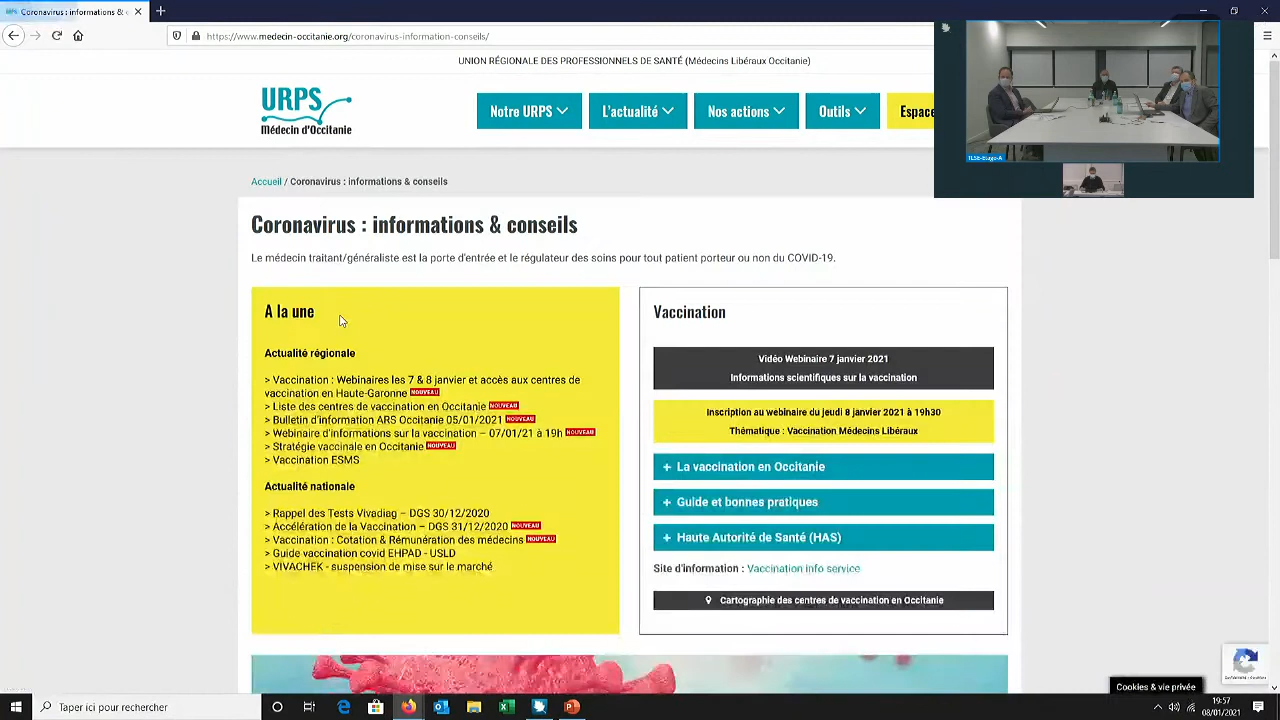 Coronavirus : informations & c
https://www.medecin-occitanie.org/coronavirus-information-conseils/
UNION RÉGIONALE DES PROFESSIONNELS DE SANTÉ (Médecins Libéraux Occitanie)
URPS
Médecin d'Occitanie
Notre URPS
L'actualité
Nos actions
Outils
Espace
TLSE-Etage-A
Accueil / Coronavirus : informations & conseils
Coronavirus : informations & conseils
Le médecin traitant/généraliste est la porte d'entrée et le régulateur des soins pour tout patient porteur ou non du COVID-19.
A la une
Actualité régionale
> Vaccination : Webinaires les 7 & 8 janvier et accès aux centres de
vaccination en Haute-Garonne NOUVEAU
> Liste des centres de vaccination en Occitanie NOUVEAU
> Bulletin d'information ARS Occitanie 05/01/2021 NOUVEAU
> Webinaire d'informations sur la vaccination – 07/01/21 à 19h NOUVEAU
> Stratégie vaccinale en Occitanie NOUVEAU
> Vaccination ESMS
Actualité nationale
> Rappel des Tests Vivadiag – DGS 30/12/2020
> Accélération de la Vaccination – DGS 31/12/2020 NOUVEAU
> Vaccination : Cotation & Rémunération des médecins NOUVEAU
> Guide vaccination covid EHPAD - USLD
> VIVACHEK - suspension de mise sur le marché
Vaccination
Vidéo Webinaire 7 janvier 2021
Informations scientifiques sur la vaccination
Inscription au webinaire du jeudi 8 janvier 2021 à 19h30
Thématique : Vaccination Médecins Libéraux
+ La vaccination en Occitanie
+ Guide et bonnes pratiques
+ Haute Autorité de Santé (HAS)
Site d'information : Vaccination info service
Cartographie des centres de vaccination en Occitanie
Cookies & vie privée
Taper ici pour rechercher
19:57
08/01/2021